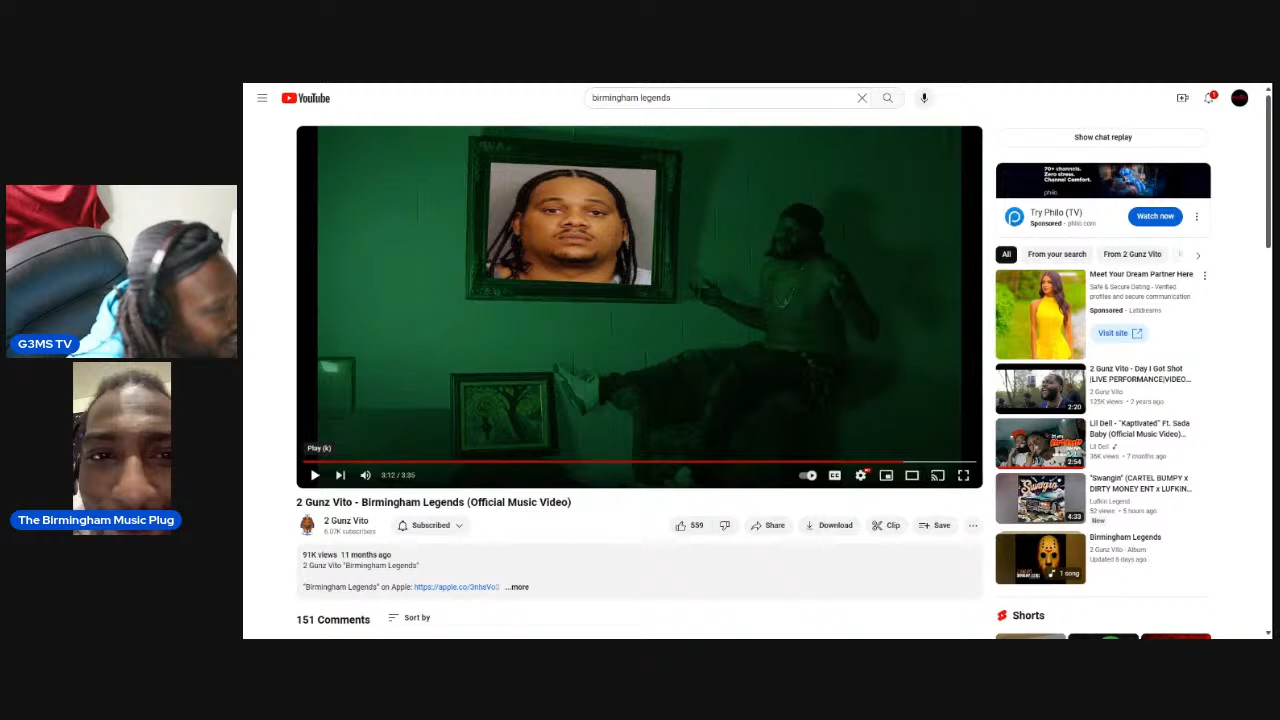 YouTube
birmingham legends
1
Show chat replay
70+ channels.
Zero stress.
Channel Comfort.
philo
Try Philo (TV)
Sponsored · philo.com
Watch now
All
From your search
From 2 Gunz Vito
Meet Your Dream Partner Here
Safe & Secure Dating - Verified
profiles and secure communication
Sponsored · Latidreams
Visit site
2 Gunz Vito - Day I Got Shot
|LIVE PERFORMANCE|VIDEO...
2 Gunz Vito
125K views · 2 years ago
2:20
Lil Dell - "Kaptivated" Ft. Sada
Baby (Official Music Video)...
Lil Dell
36K views · 7 months ago
2:54
"Swangin" (CARTEL BUMPY x
DIRTY MONEY ENT x LUFKIN...
Lufkin Legend
52 views · 5 hours ago
New
Swangin
4:33
Birmingham Legends
2 Gunz Vito · Album
Updated 6 days ago
1 song
Shorts
Play (k)
3:12 / 3:35
CC
2 Gunz Vito - Birmingham Legends (Official Music Video)
2 Gunz Vito
6.07K subscribers
Subscribed
559
Share
Download
Clip
Save
91K views 11 months ago
2 Gunz Vito "Birmingham Legends"
"Birmingham Legends" on Apple: https://apple.co/3nhsVo
...more
151 Comments
Sort by
G3MS TV
The Birmingham Music Plug